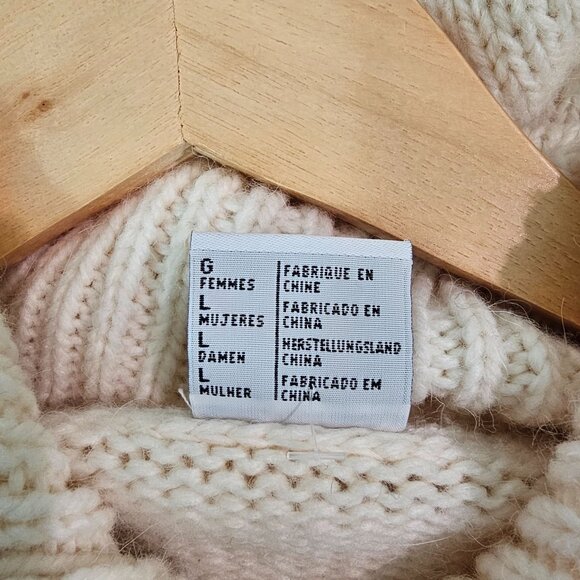 G
FEMMES
FABRIQUE EN
CHINE
L
MUJERES
FABRICADO EN
CHINA
L
DAMEN
HERSTELLUNGSLAND
CHINA
L
MULHER
FABRICADO EM
CHINA